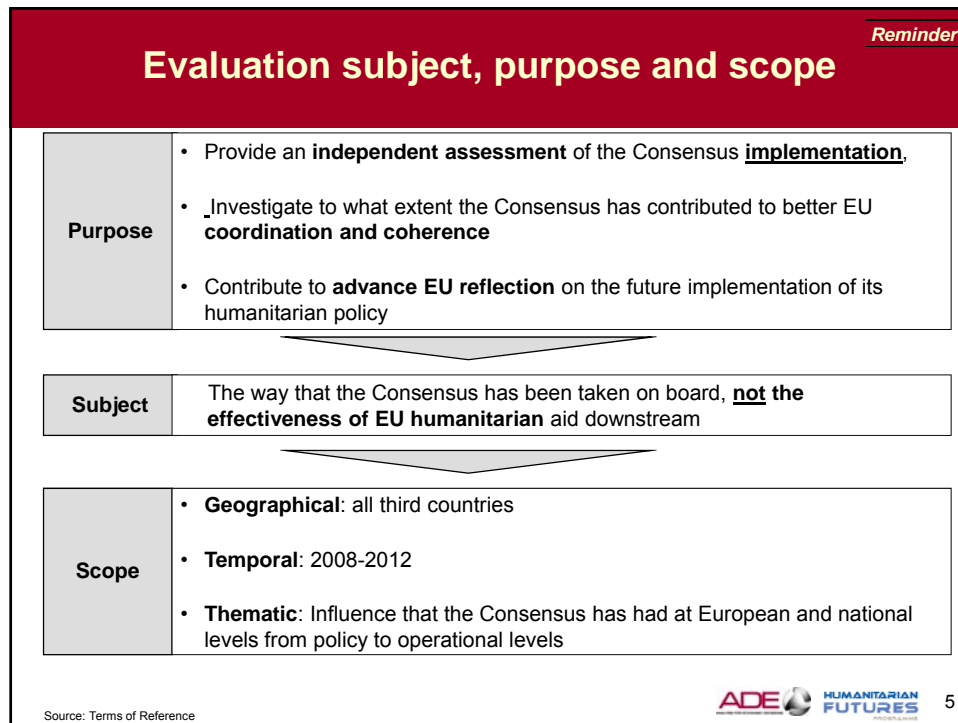 Reminder
Evaluation subject, purpose and scope
Purpose
• Provide an independent assessment of the Consensus implementation,
• Investigate to what extent the Consensus has contributed to better EU
coordination and coherence
• Contribute to advance EU reflection on the future implementation of its
humanitarian policy
Subject
The way that the Consensus has been taken on board, not the
effectiveness of EU humanitarian aid downstream
Scope
• Geographical: all third countries
• Temporal: 2008-2012
• Thematic: Influence that the Consensus has had at European and national
levels from policy to operational levels
Source: Terms of Reference
ADE
HUMANITARIAN
FUTURES
PROGRAMME
5